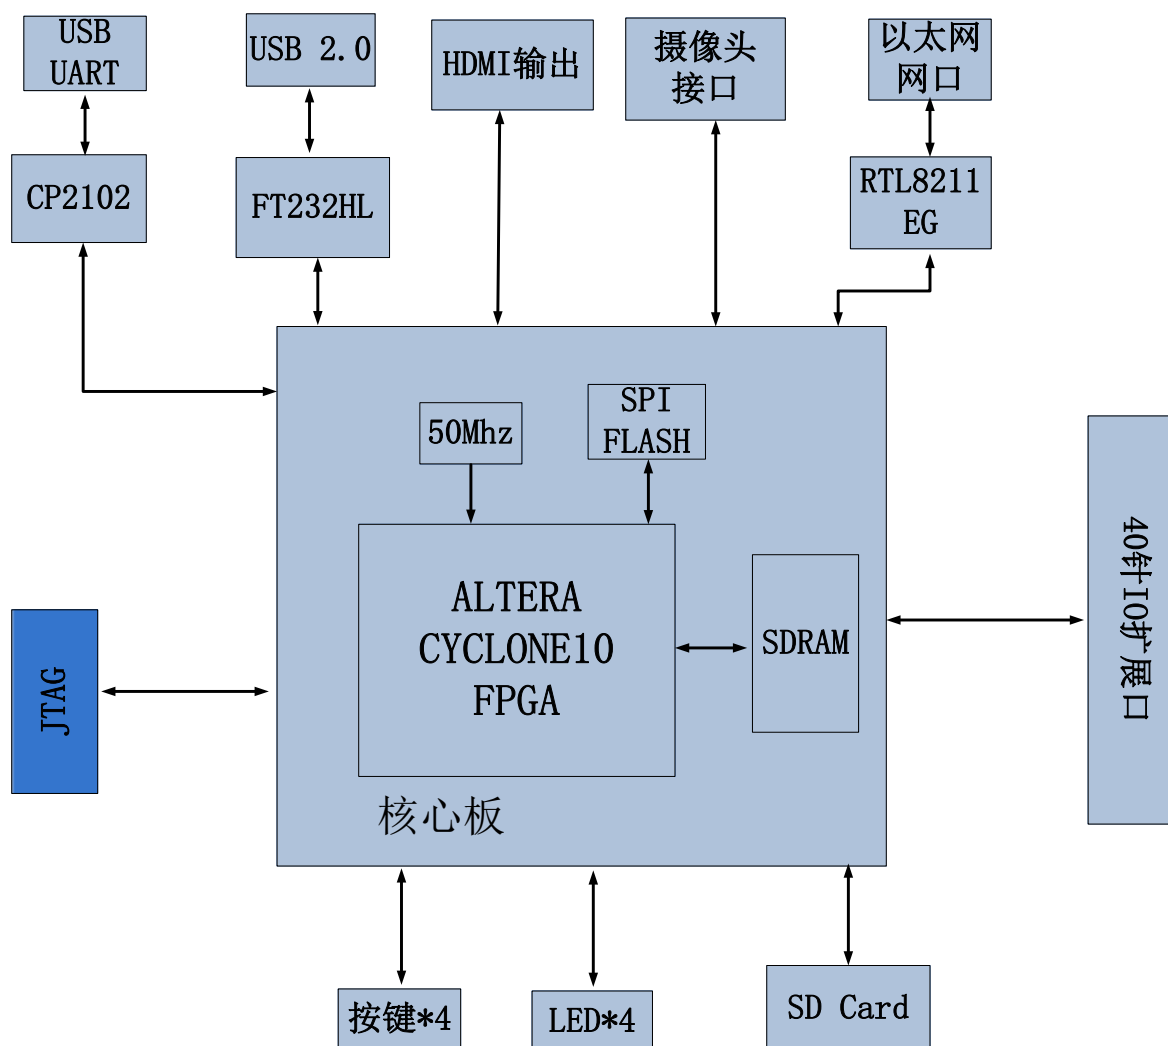 USB
UART
USB 2.0
HDMI输出
摄像头
接口
以太网
网口
CP2102
FT232HL
RTL8211
EG
50Mhz
SPI
FLASH
ALTERA
CYCLONE10
FPGA
SDRAM
核心板
JTAG
40针IO扩展口
按键*4
LED*4
SD Card